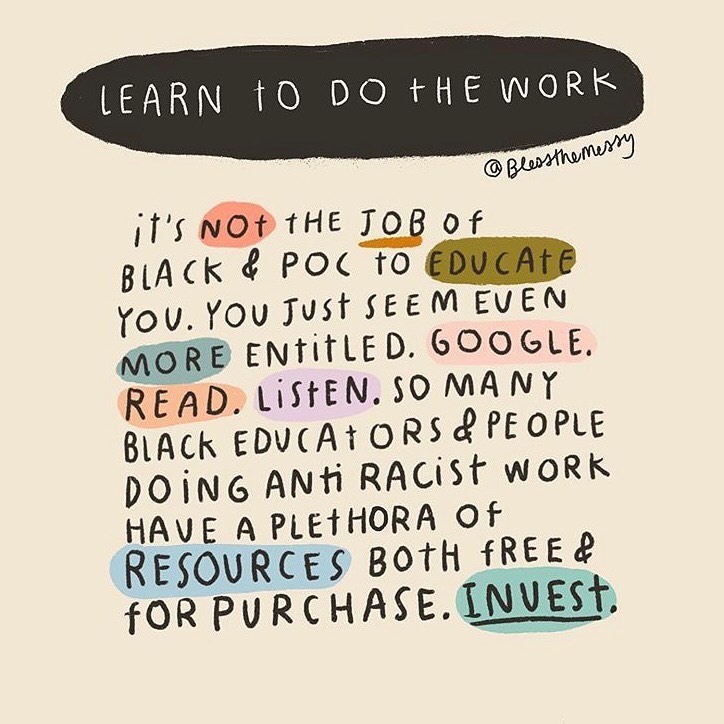 LEARN TO DO THE WORK
@Blessthemessy
it's NOT THE JOB OF
BLACK & POC TO EDUCATE
YOU. YOU JUST SEEM EVEN
MORE ENTITLED. GOOGLE.
READ. LISTEN. SO MANY
BLACK EDUCATORS & PEOPLE
DOING ANTI RACIST WORK
HAVE A PLETHORA OF
RESOURCES BOTH FREE &
FOR PURCHASE. INVEST.